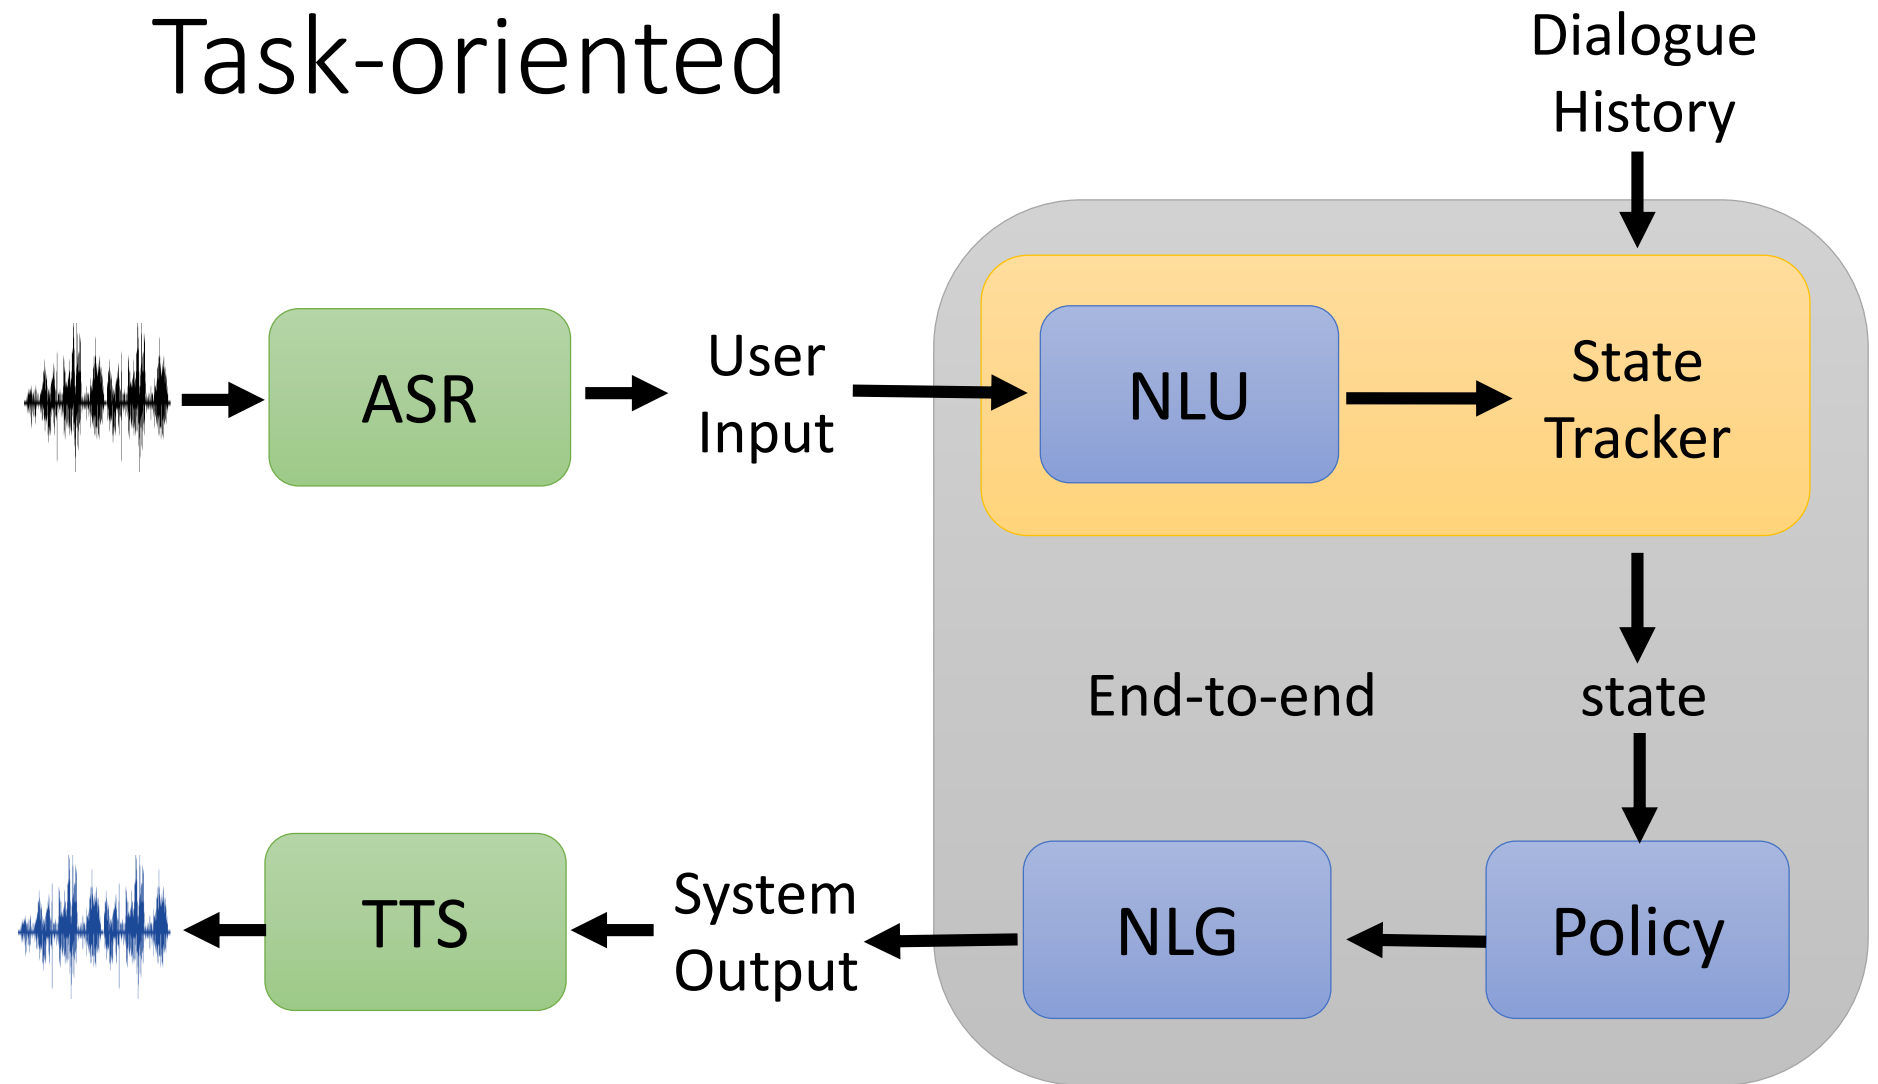 Task-oriented
Dialogue
History
ASR
User
Input
NLU
State
Tracker
End-to-end
state
TTS
System
Output
NLG
Policy